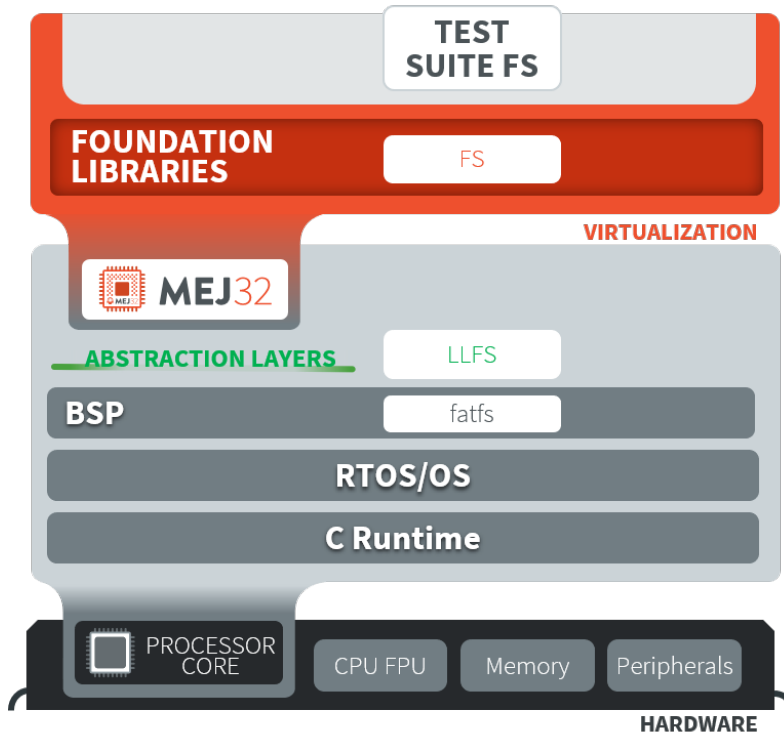 TEST
SUITE FS
FOUNDATION
LIBRARIES
FS
VIRTUALIZATION
MEJ32
MEJ32
ABSTRACTION LAYERS
LLFS
BSP
fatfs
RTOS/OS
C Runtime
PROCESSOR
CORE
CPU FPU
Memory
Peripherals
HARDWARE